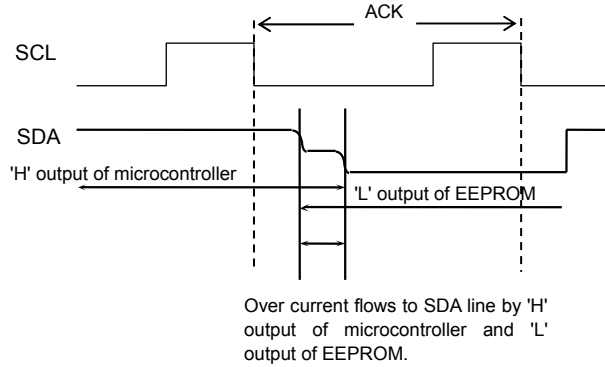 ACK
SCL
SDA
'H' output of microcontroller
'L' output of EEPROM
Over current flows to SDA line by 'H'
output of microcontroller and 'L'
output of EEPROM.